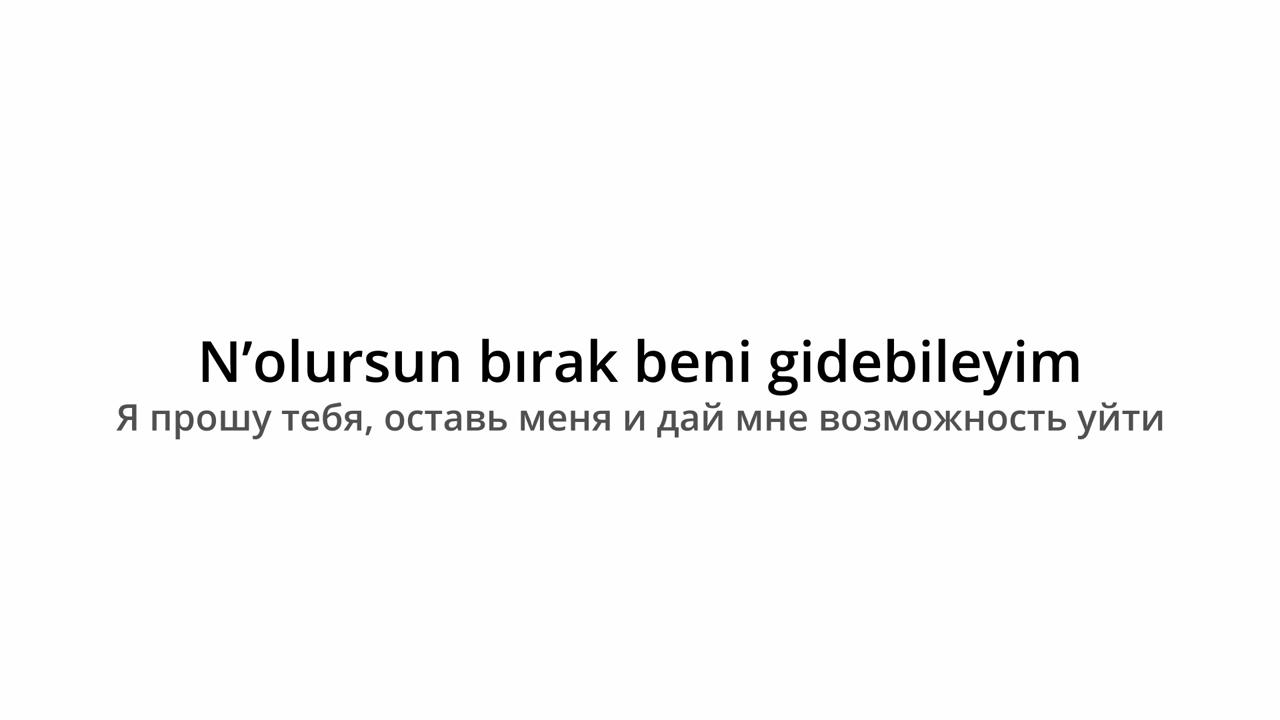 N’olursun bırak beni gidebileyim
Я прошу тебя, оставь меня и дай мне возможность уйти